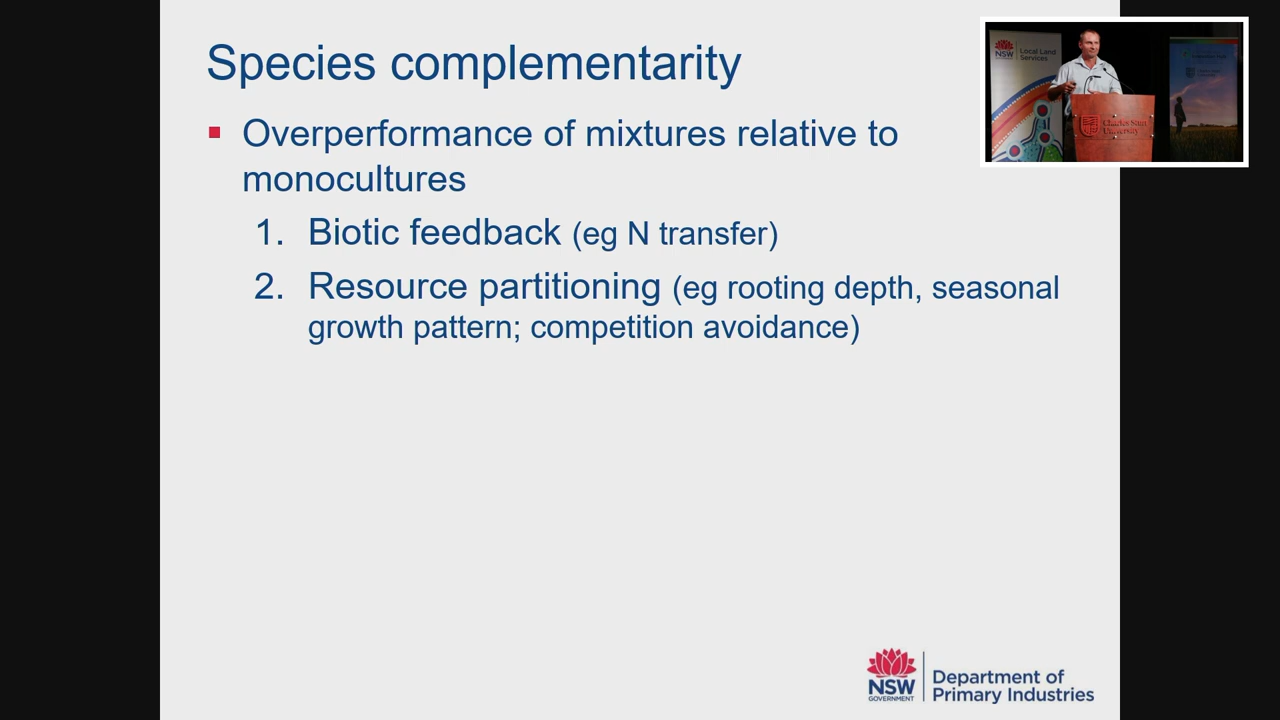 Species complementarity
Overperformance of mixtures relative to
monocultures
1. Biotic feedback (eg N transfer)
2. Resource partitioning (eg rooting depth, seasonal
growth pattern; competition avoidance)
NSW
Local Land
Services
Charles Sturt
University
NSW
GOVERNMENT
Department of
Primary Industries